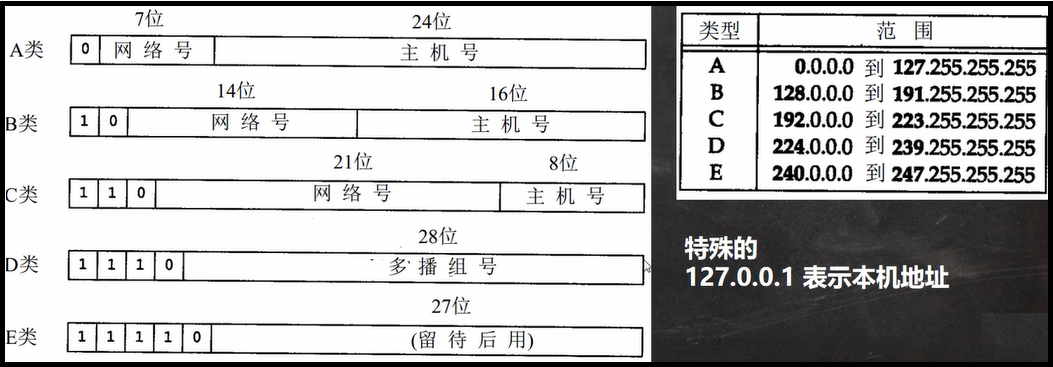 7位 24位
A类 0 网络号 主机号
14位 16位
B类 1 0 网络号 主机号
21位 8位
C类 1 1 0 网络号 主机号
28位
D类 1 1 1 0 多播组号
27位
E类 1 1 1 1 0 (留待后用)
类型 范围
A 0.0.0.0 到 127.255.255.255
B 128.0.0.0 到 191.255.255.255
C 192.0.0.0 到 223.255.255.255
D 224.0.0.0 到 239.255.255.255
E 240.0.0.0 到 247.255.255.255
特殊的
127.0.0.1 表示本机地址